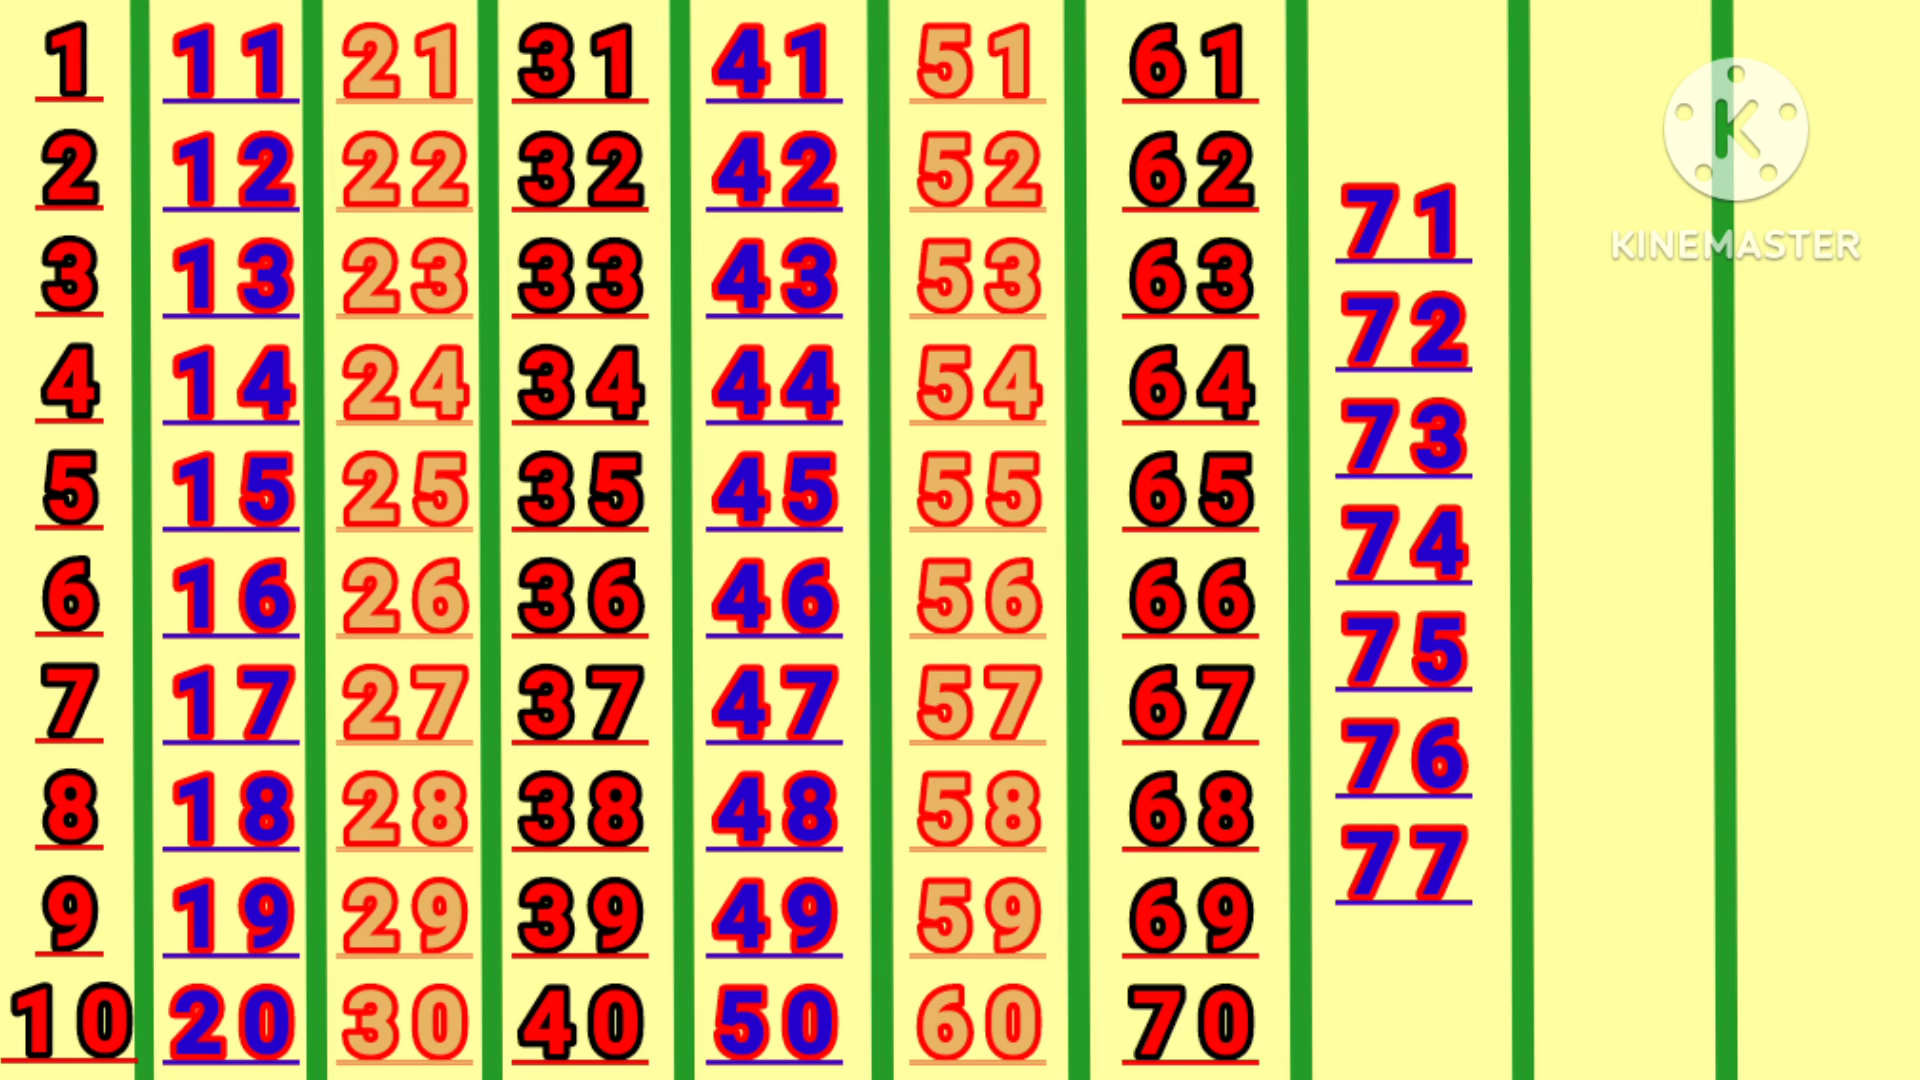 1 11 21 31 41 51 61
2 12 22 32 42 52 62
71
3 13 23 33 43 53 63
KINEMASTER
72
4 14 24 34 44 54 64
73
5 15 25 35 45 55 65
74
6 16 26 36 46 56 66
75
7 17 27 37 47 57 67
76
8 18 28 38 48 58 68
77
9 19 29 39 49 59 69
10 20 30 40 50 60 70
K